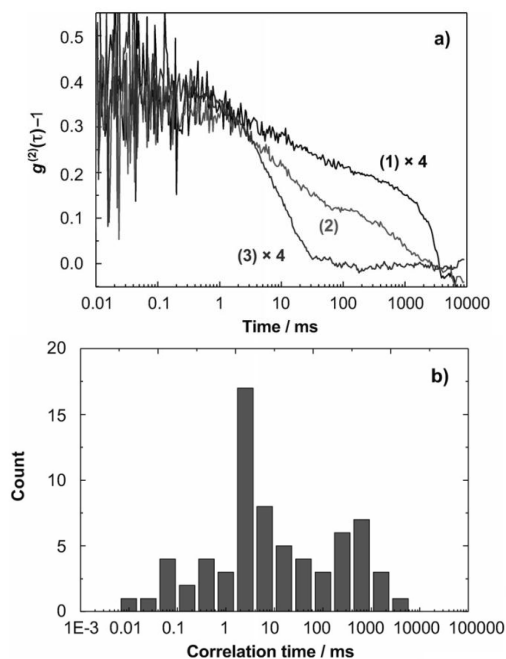 a)
g(2)(τ)−1
0.5
0.4
0.3
0.2
0.1
0.0
(1) × 4
(2)
(3) × 4
0.01 0.1 1 10 100 1000 10000
Time / ms
b)
Count
20
15
10
5
0
1E-3 0.01 0.1 1 10 100 1000 10000 100000
Correlation time / ms